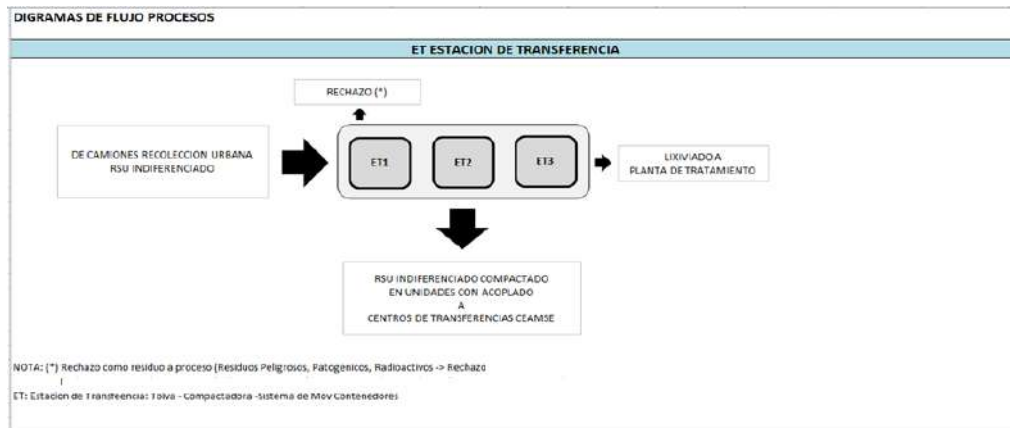 DIGRAMAS DE FLUJO PROCESOS
ET ESTACION DE TRANSFERENCIA
RECHAZO (*)
DE CAMIONES RECOLECCION URBANA
RSU INDIFERENCIADO
ET1
ET2
ET3
LIXIVIADO A
PLANTA DE TRATAMIENTO
RSU INDIFERENCIADO COMPACTADO
EN UNIDADES CON ACOPLADO
A
CENTROS DE TRANSFERENCIAS CEAMSE
NOTA: (*) Rechazo como residuo a proceso (Residuos Peligrosos, Patogenicos, Radioactivos -> Rechazo
ET: Estacion de Transfeencia: Tolva - Compactadora -Sistema de Mov Contenedores